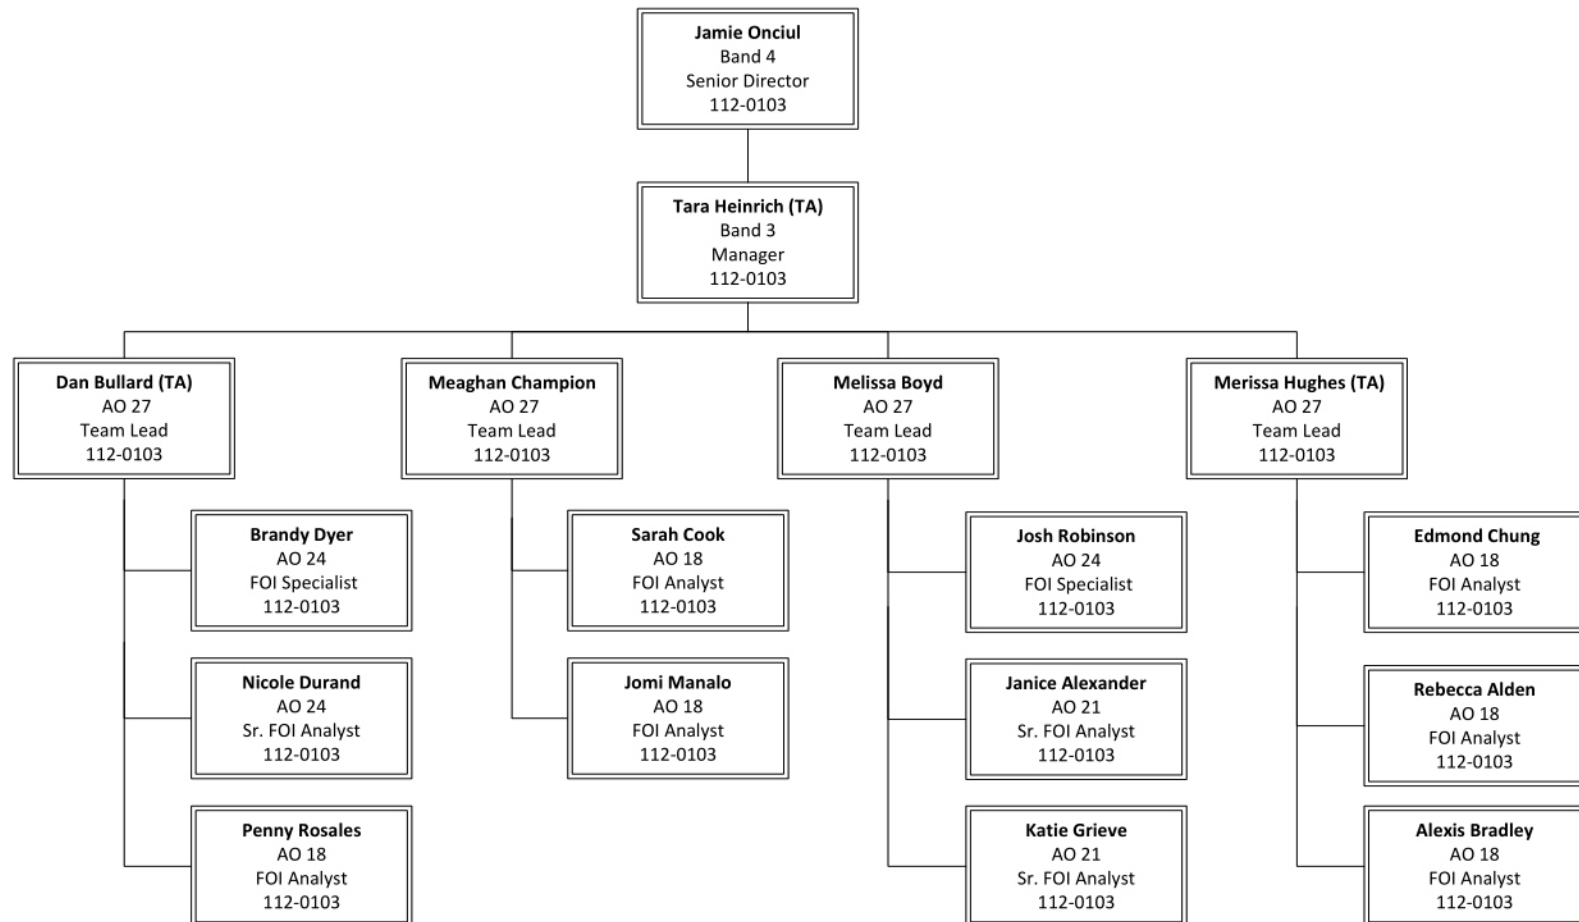 Jamie Onciul
Band 4
Senior Director
112-0103
Tara Heinrich (TA)
Band 3
Manager
112-0103
Dan Bullard (TA)
AO 27
Team Lead
112-0103
Meaghan Champion
AO 27
Team Lead
112-0103
Melissa Boyd
AO 27
Team Lead
112-0103
Merissa Hughes (TA)
AO 27
Team Lead
112-0103
Brandy Dyer
AO 24
FOI Specialist
112-0103
Nicole Durand
AO 24
Sr. FOI Analyst
112-0103
Penny Rosales
AO 18
FOI Analyst
112-0103
Sarah Cook
AO 18
FOI Analyst
112-0103
Jomi Manalo
AO 18
FOI Analyst
112-0103
Josh Robinson
AO 24
FOI Specialist
112-0103
Janice Alexander
AO 21
Sr. FOI Analyst
112-0103
Katie Grieve
AO 21
Sr. FOI Analyst
112-0103
Edmond Chung
AO 18
FOI Analyst
112-0103
Rebecca Alden
AO 18
FOI Analyst
112-0103
Alexis Bradley
AO 18
FOI Analyst
112-0103